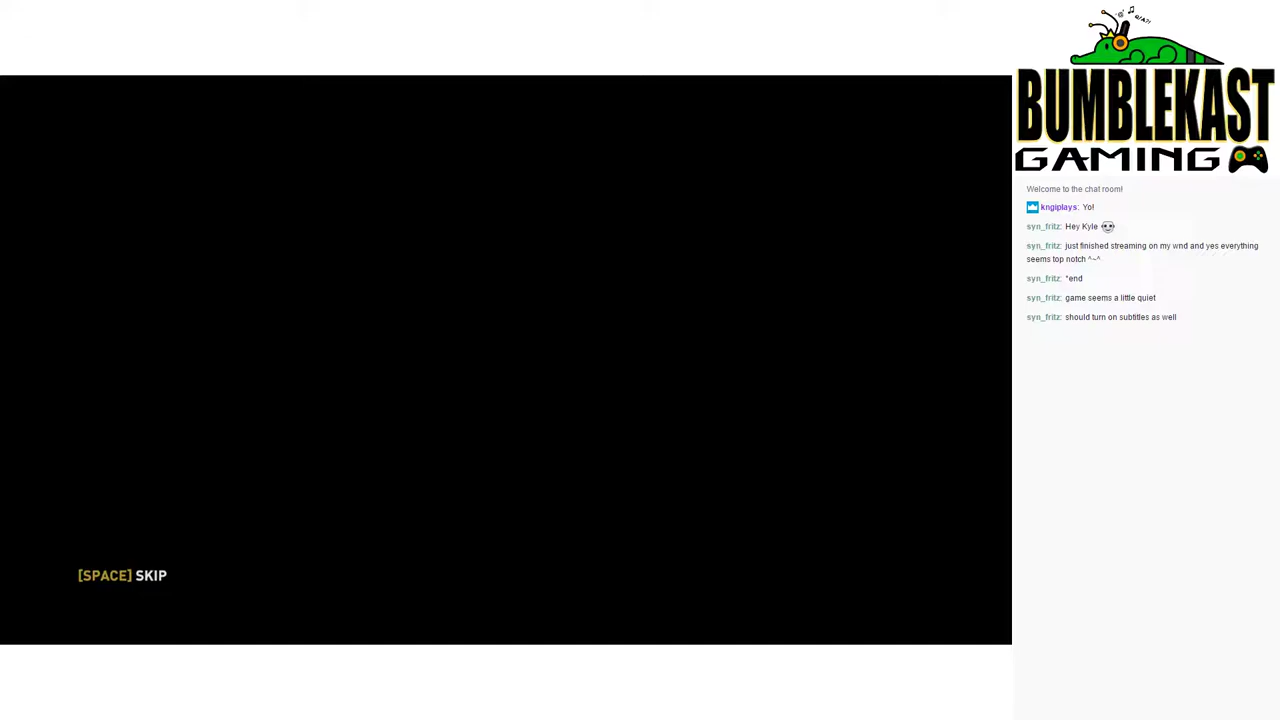 BUMBLEKAST
GAMING
Welcome to the chat room!
kngiplays: Yo!
syn_fritz: Hey Kyle
syn_fritz: just finished streaming on my wnd and yes everything
seems top notch ^~^
syn_fritz: *end
syn_fritz: game seems a little quiet
syn_fritz: should turn on subtitles as well
[SPACE] SKIP